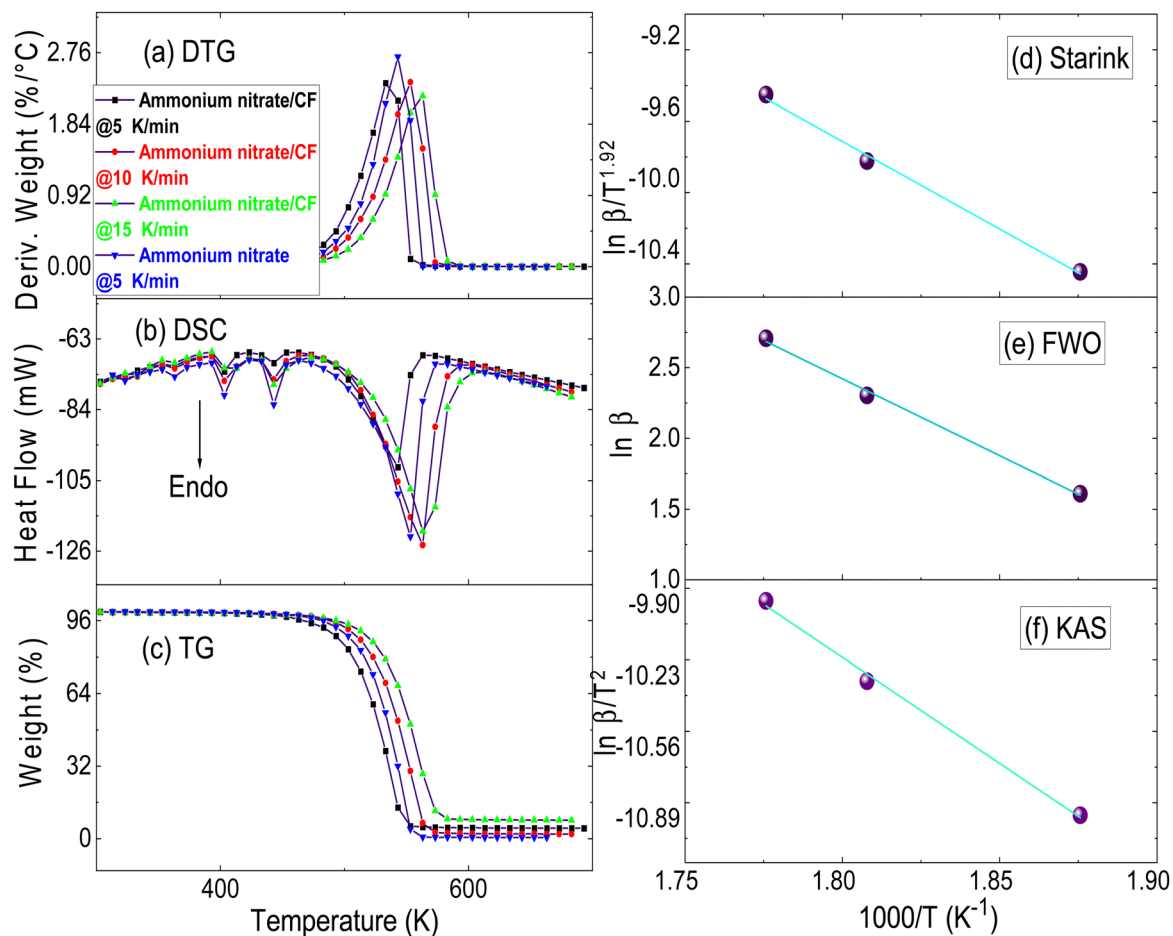 (a) DTG
Deriv. Weight (%/°C)
2.76
1.84
0.92
0.00
Ammonium nitrate/CF
@5 K/min
Ammonium nitrate/CF
@10 K/min
Ammonium nitrate/CF
@15 K/min
Ammonium nitrate
@5 K/min
(b) DSC
Heat Flow (mW)
-63
-84
-105
-126
Endo
(c) TG
Weight (%)
96
64
32
0
400
600
Temperature (K)
(d) Starink
ln β/T^1.92
-9.2
-9.6
-10.0
-10.4
(e) FWO
ln β
3.0
2.5
2.0
1.5
1.0
(f) KAS
ln β/T²
-9.90
-10.23
-10.56
-10.89
1.75
1.80
1.85
1.90
1000/T (K⁻¹)